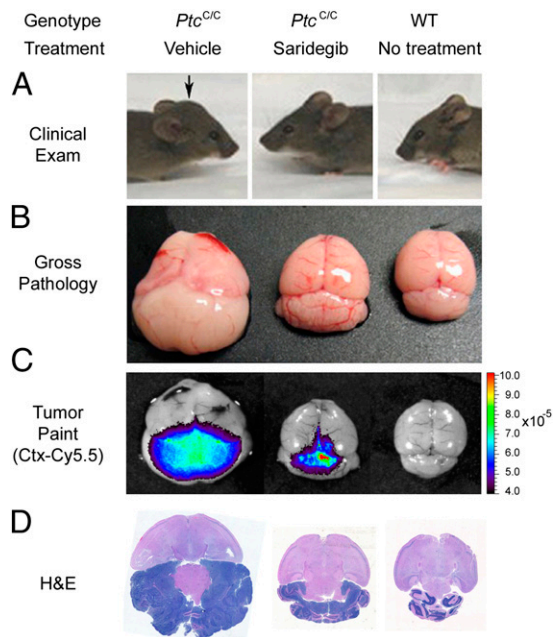 Genotype Ptc^C/C Ptc^C/C WT
Treatment Vehicle Saridegib No treatment
A
Clinical
Exam
B
Gross
Pathology
C
Tumor
Paint
(Ctx-Cy5.5)
10.0
9.0
8.0
7.0
6.0
5.0
4.0
x10^-5
D
H&E